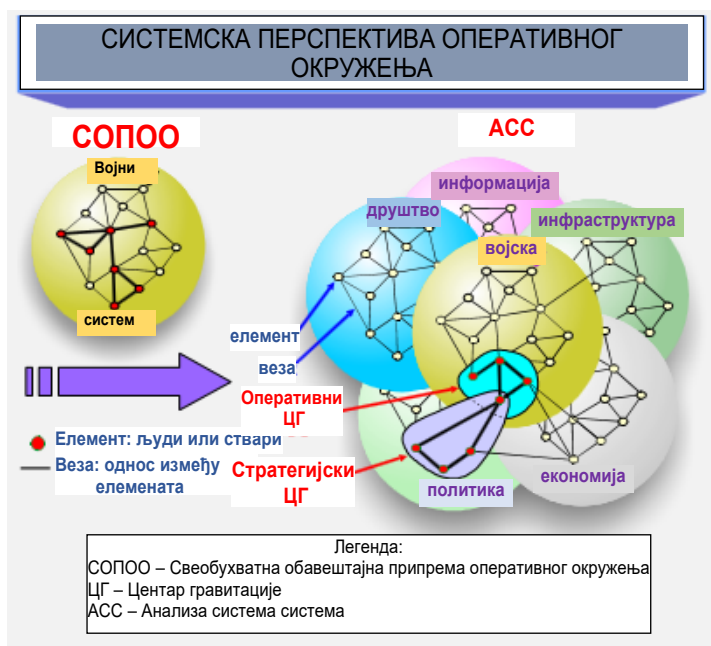 СИСТЕМСКА ПЕРСПЕКТИВА ОПЕРАТИВНОГ
ОКРУЖЕЊА
СОПОО
Војни
систем
АСС
информација
друштво
инфраструктура
војска
елемент
веза
Оперативни
ЦГ
Стратегијски
ЦГ
политика
економија
Елемент: људи или ствари
Веза: однос између
елемената
Легенда:
СОПОО – Свеобухватна обавештајна припрема оперативног окружења
ЦГ – Центар гравитације
АСС – Анализа система система